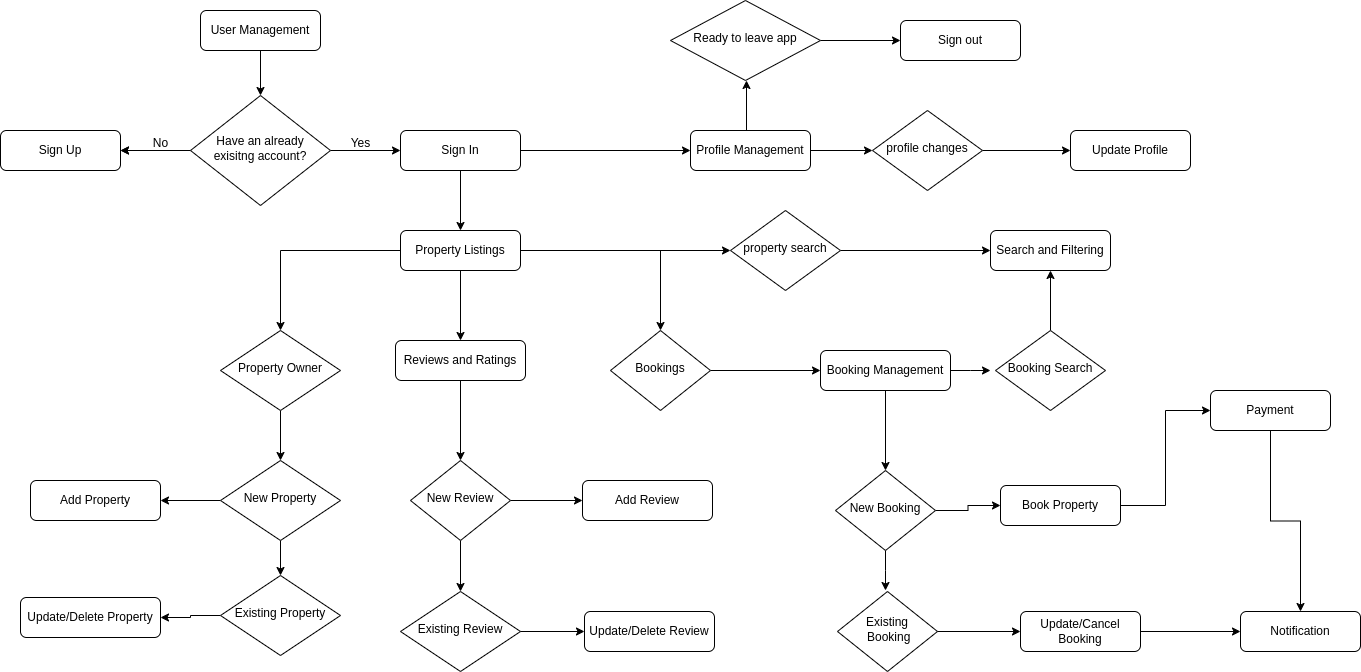 User Management
Ready to leave app
Sign out
No
Yes
Sign Up
Have an already
exisitng account?
Sign In
Profile Management
profile changes
Update Profile
Property Listings
property search
Search and Filtering
Property Owner
Reviews and Ratings
Bookings
Booking Management
Booking Search
Payment
Add Property
New Property
New Review
Add Review
New Booking
Book Property
Update/Delete Property
Existing Property
Existing Review
Update/Delete Review
Existing
Booking
Update/Cancel
Booking
Notification